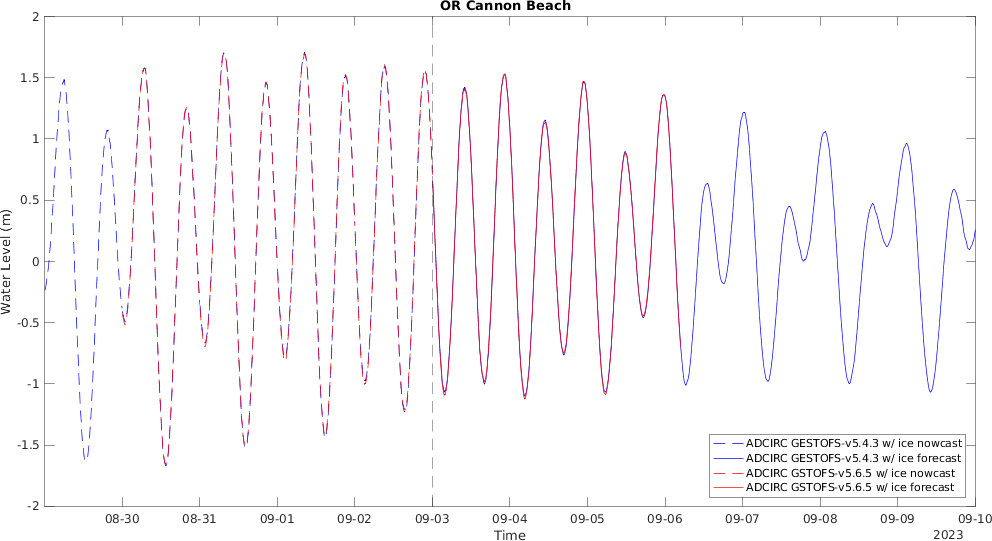 OR Cannon Beach
2
1.5
1
0.5
0
-0.5
-1
-1.5
-2
Water Level (m)
08-30 08-31 09-01 09-02 09-03 09-04 09-05 09-06 09-07 09-08 09-09 09-10
Time
2023
ADCIRC GESTOFS-v5.4.3 w/ ice nowcast
ADCIRC GESTOFS-v5.4.3 w/ ice forecast
ADCIRC GSTOFS-v5.6.5 w/ ice nowcast
ADCIRC GSTOFS-v5.6.5 w/ ice forecast